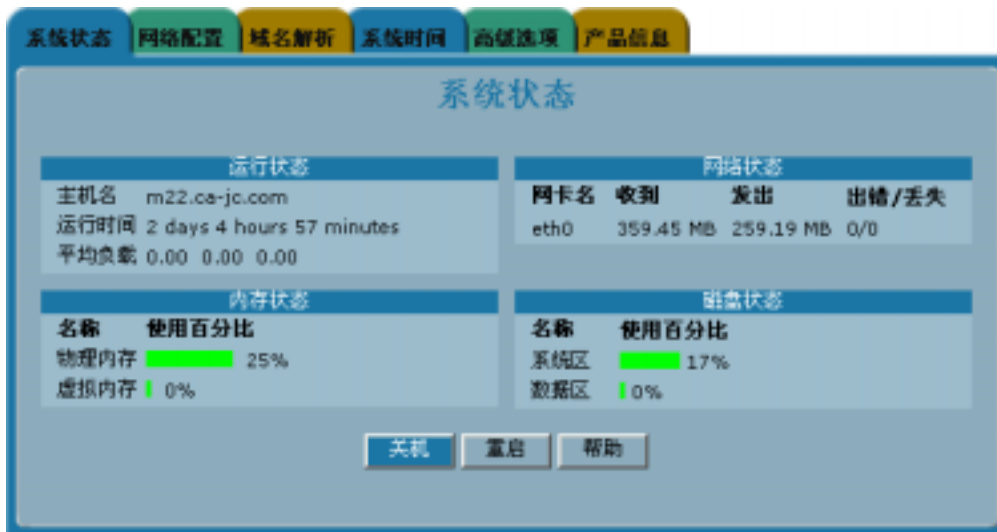 系统状态 网络配置 域名解析 系统时间 高级选项 产品信息
系统状态
运行状态
主机名 m22.ca-jc.com
运行时间 2 days 4 hours 57 minutes
平均负载 0.00 0.00 0.00
网络状态
网卡名 收到 发出 出错/丢失
eth0 359.45 MB 259.19 MB 0/0
内存状态
名称 使用百分比
物理内存 25%
虚拟内存 0%
磁盘状态
名称 使用百分比
系统区 17%
数据区 0%
关机 重启 帮助